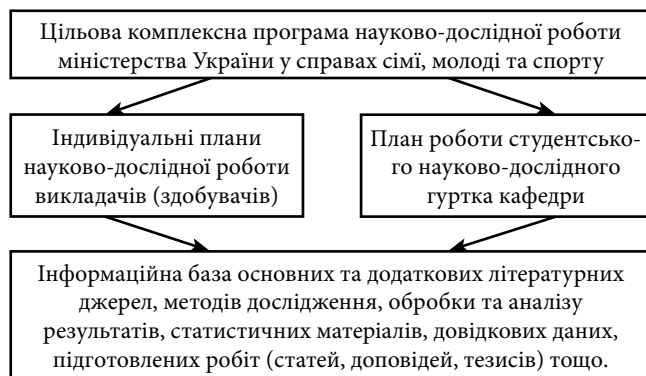 Цільова комплексна програма науково-дослідної роботи
міністерства України у справах сімї, молоді та спорту
Індивідуальні плани
науково-дослідної роботи
викладачів (здобувачів)
План роботи студентсько-
го науково-дослідного
гуртка кафедри
Інформаційна база основних та додаткових літературних
джерел, методів дослідження, обробки та аналізу
результатів, статистичних матеріалів, довідкових даних,
підготовлених робіт (статей, доповідей, тезисів) тощо.